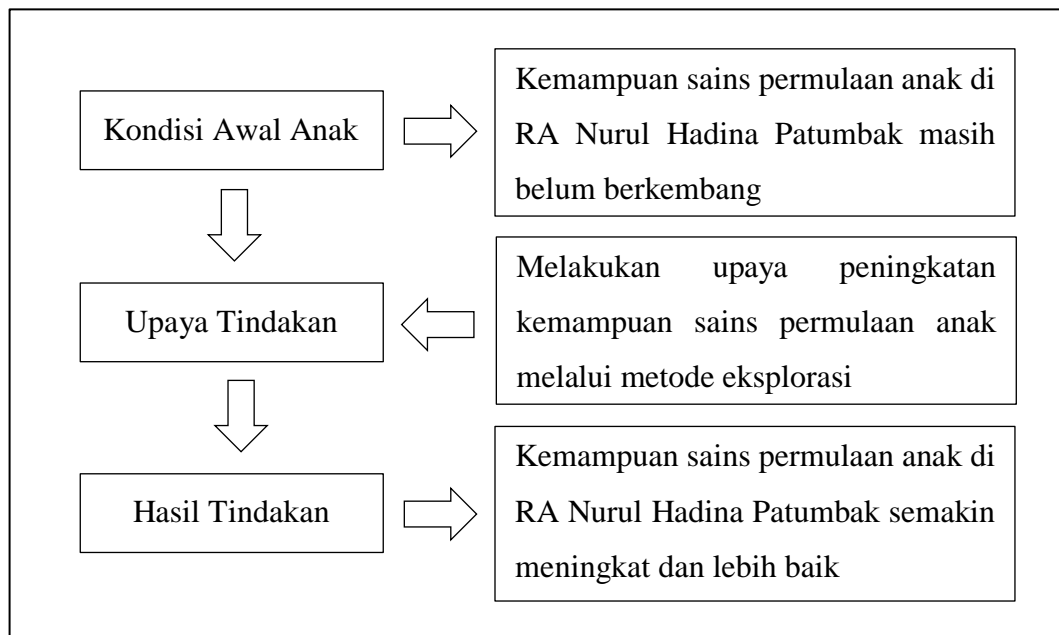 Kondisi Awal Anak
Kemampuan sains permulaan anak di
RA Nurul Hadina Patumbak masih
belum berkembang
Upaya Tindakan
Melakukan upaya peningkatan
kemampuan sains permulaan anak
melalui metode eksplorasi
Hasil Tindakan
Kemampuan sains permulaan anak di
RA Nurul Hadina Patumbak semakin
meningkat dan lebih baik